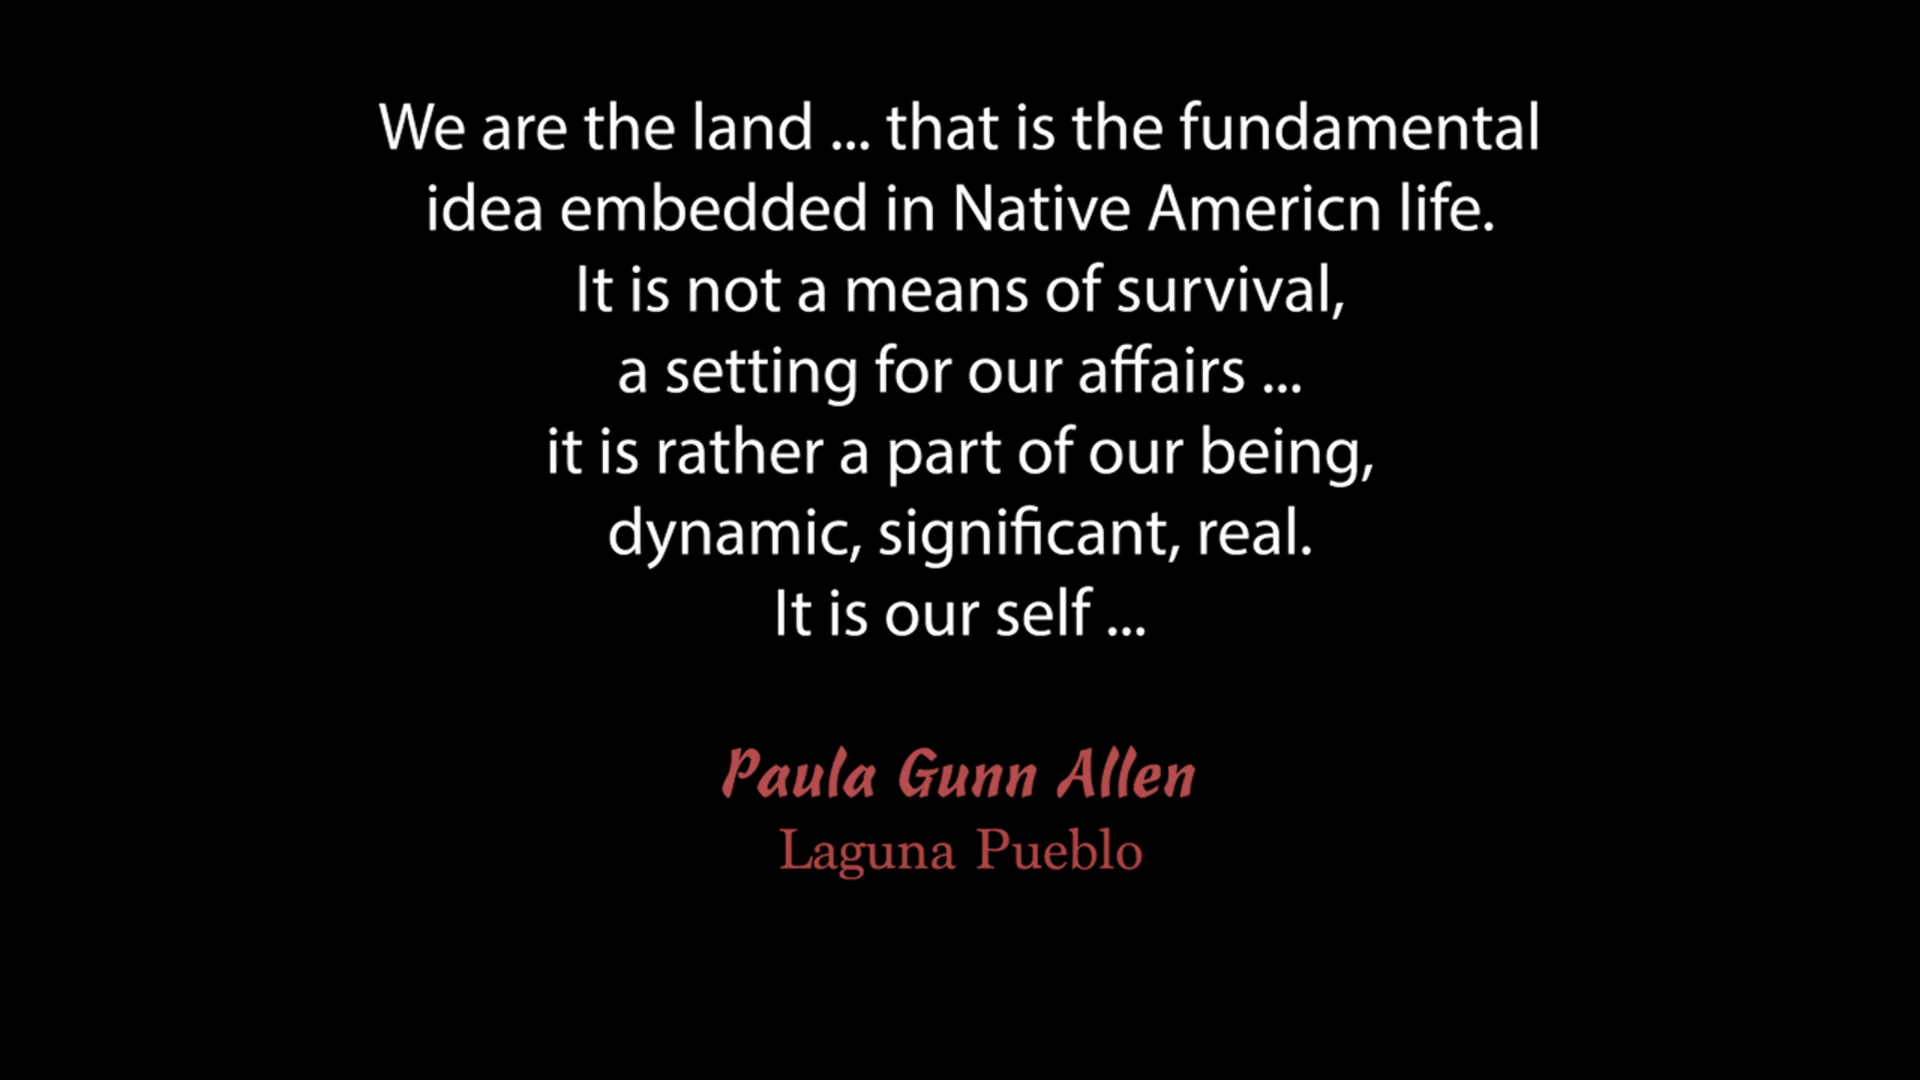 We are the land ... that is the fundamental
idea embedded in Native Americn life.
It is not a means of survival,
a setting for our affairs ...
it is rather a part of our being,
dynamic, significant, real.
It is our self ...
Paula Gunn Allen
Laguna Pueblo